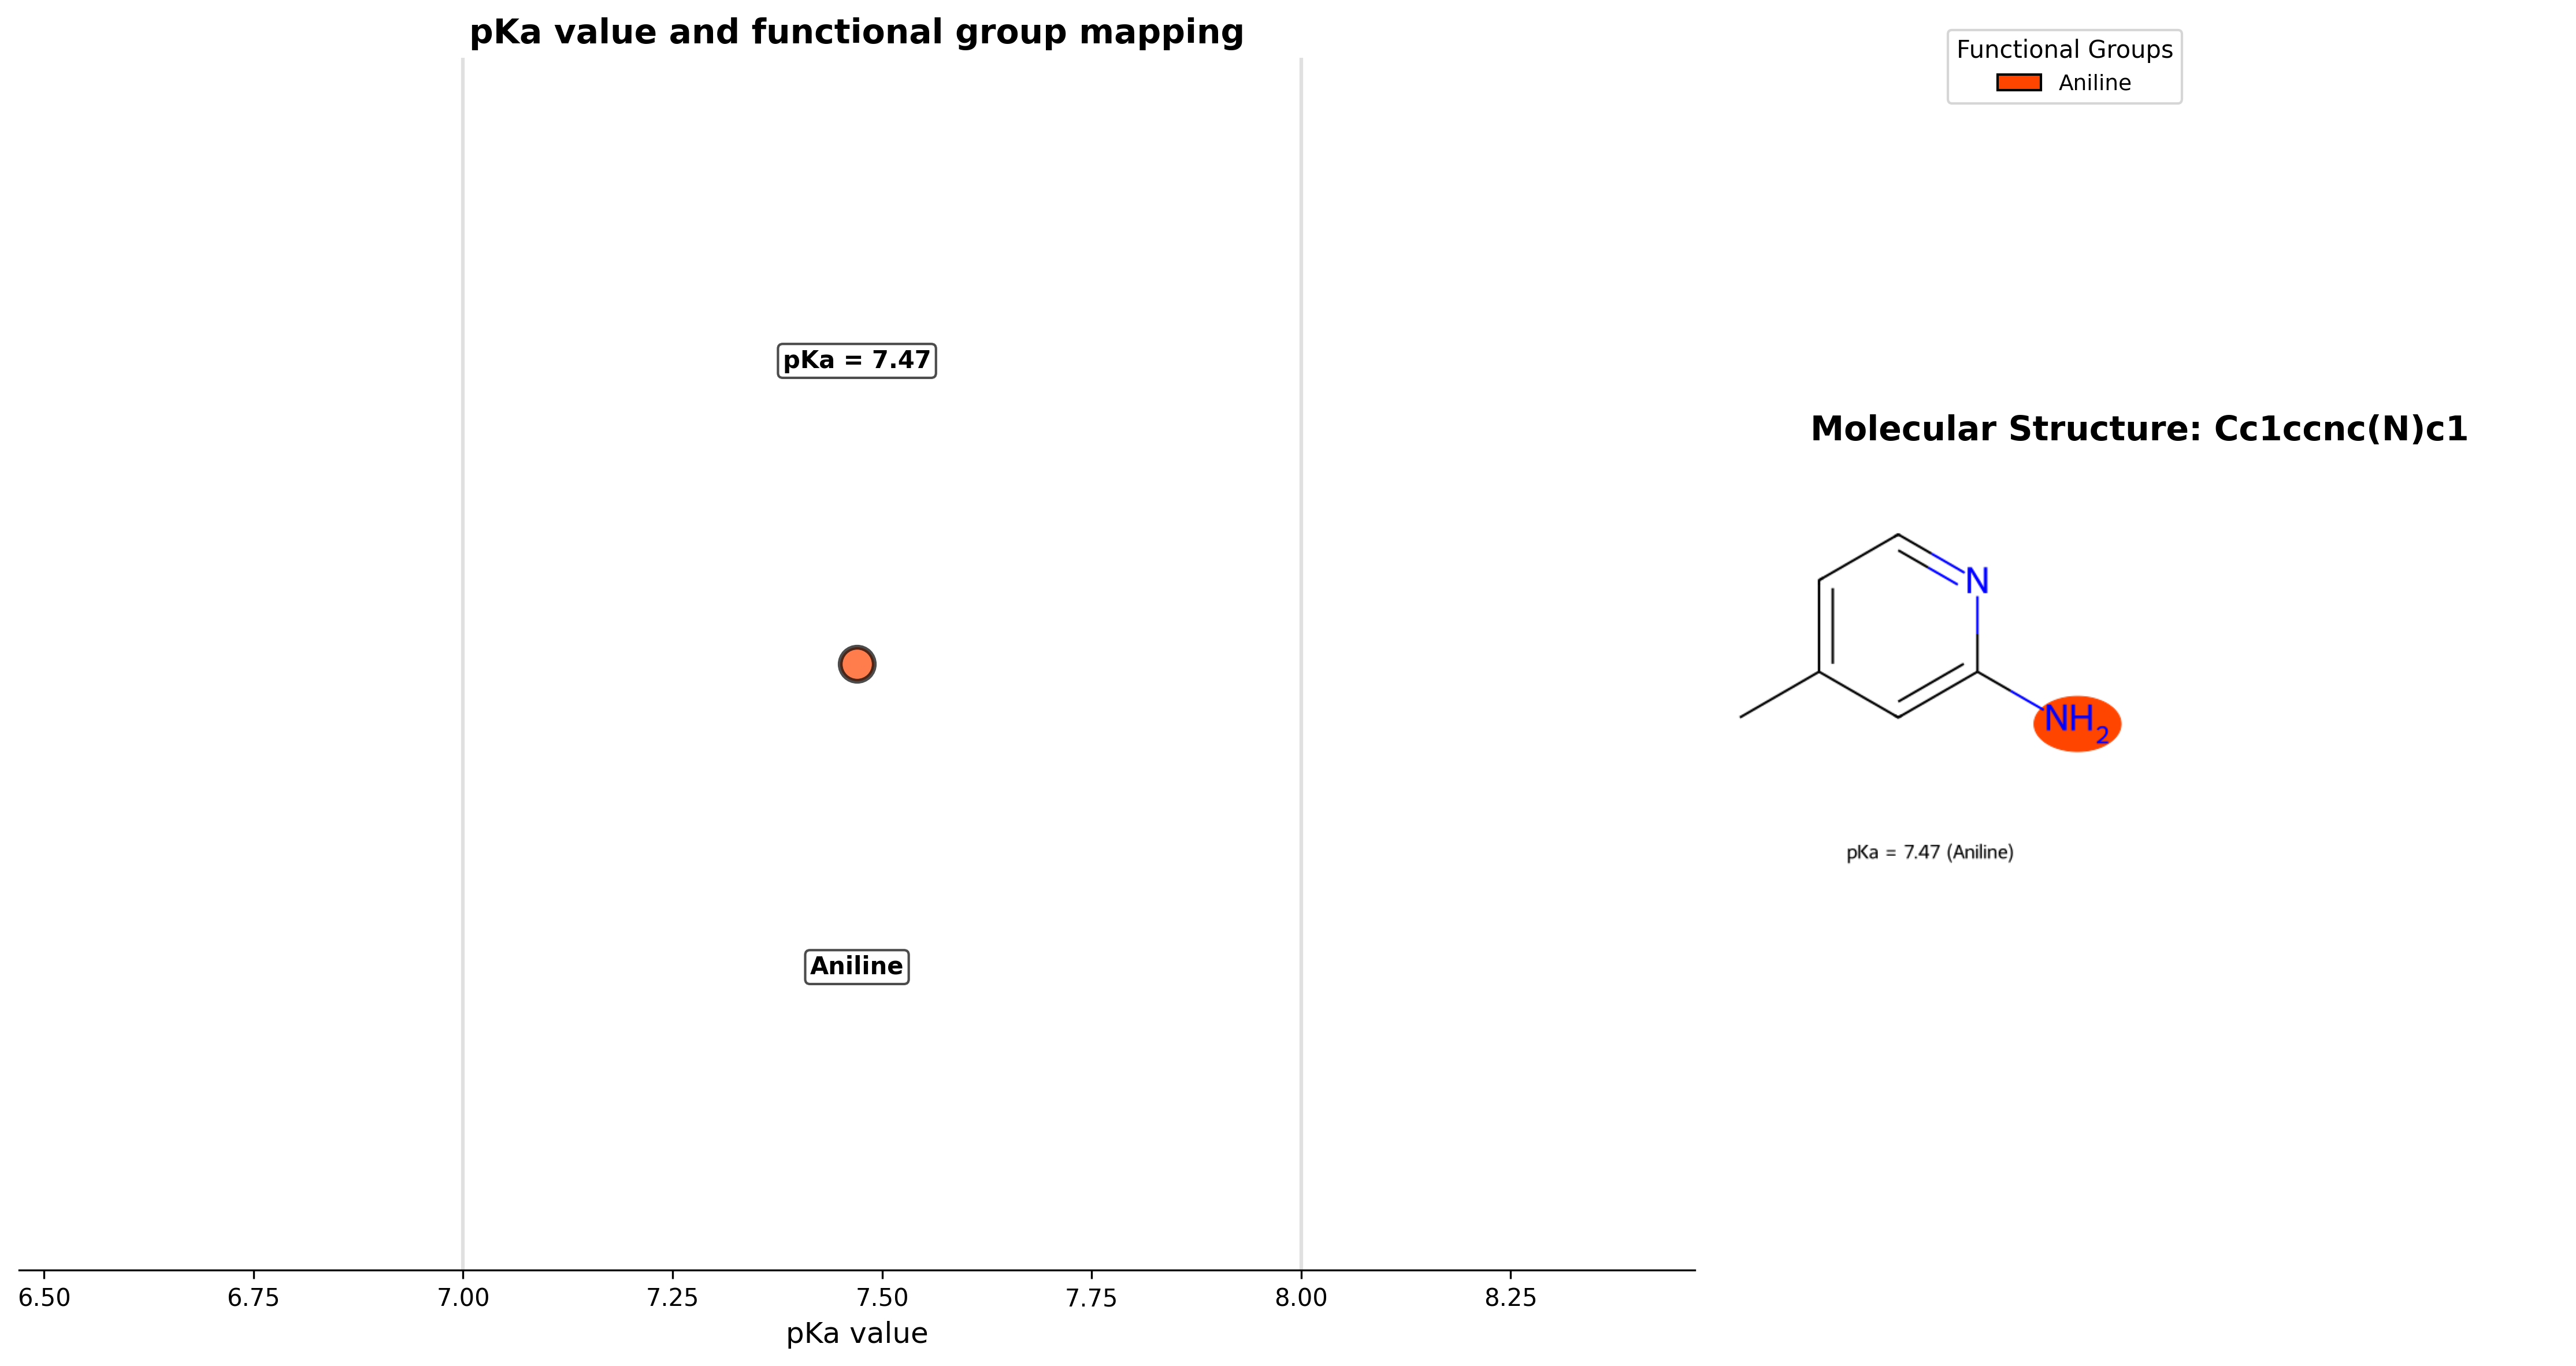 pKa value and functional group mapping
Functional Groups
Aniline
pKa = 7.47
Molecular Structure: Cc1ccnc(N)c1
N
NH2
pKa = 7.47 (Aniline)
Aniline
6.50 6.75 7.00 7.25 7.50 7.75 8.00 8.25
pKa value